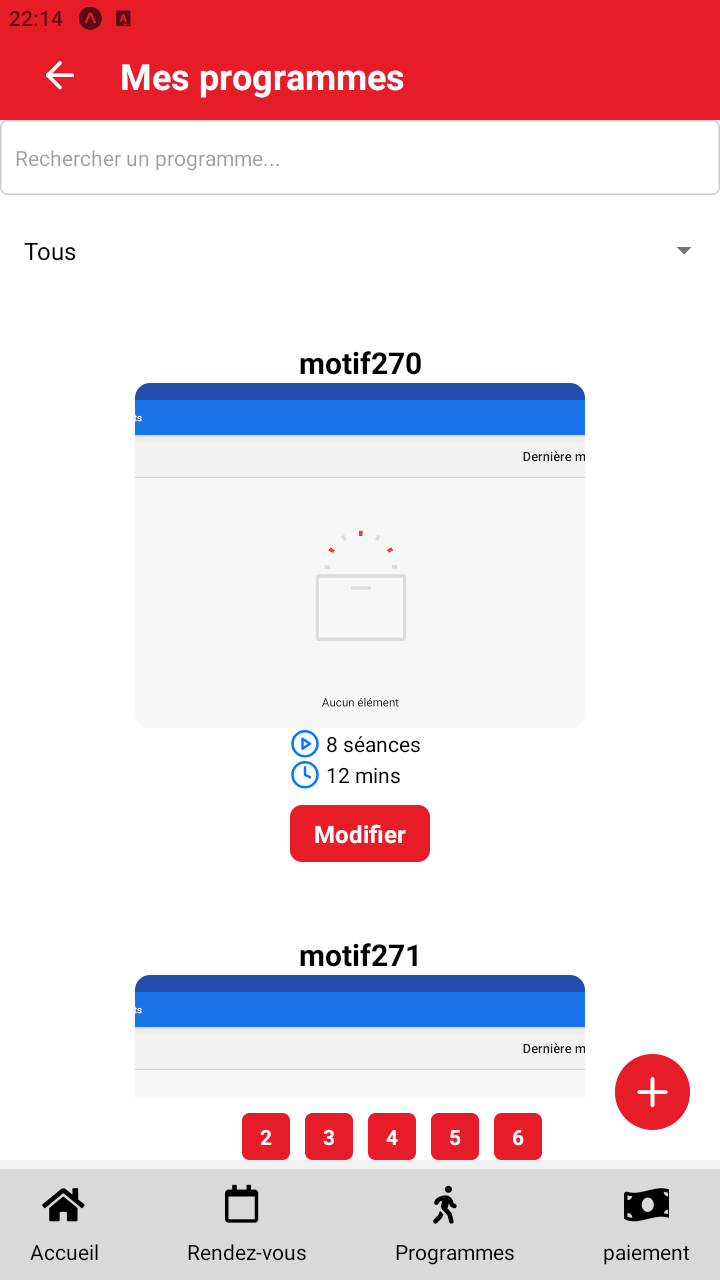 22:14
Mes programmes
Rechercher un programme...
Tous
motif270
ts
Dernière m
Aucun élément
8 séances
12 mins
Modifier
motif271
ts
Dernière m
2 3 4 5 6
Accueil Rendez-vous Programmes paiement